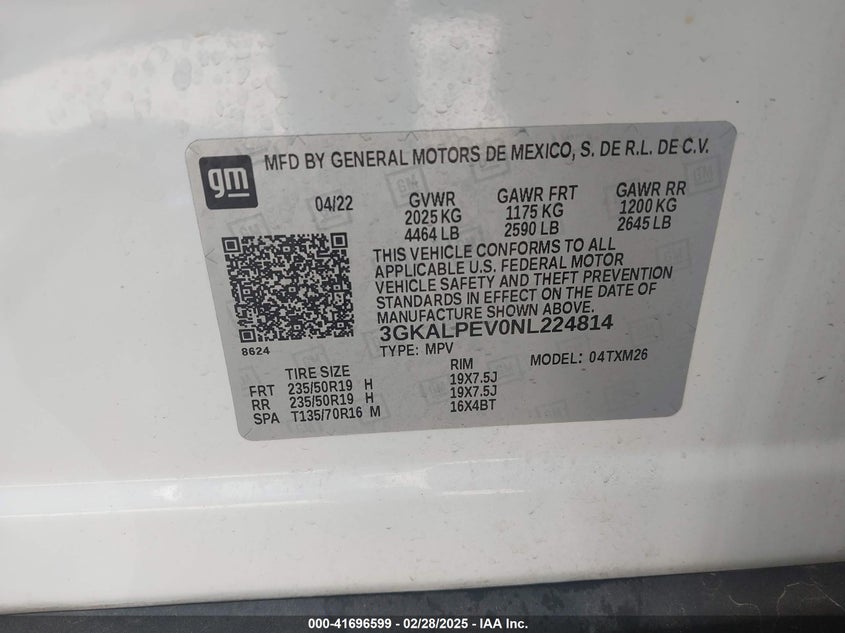 gm
MFD BY GENERAL MOTORS DE MEXICO, S. DE R.L. DE C.V.
04/22 GVWR GAWR FRT GAWR RR
2025 KG 1175 KG 1200 KG
4464 LB 2590 LB 2645 LB
THIS VEHICLE CONFORMS TO ALL
APPLICABLE U.S. FEDERAL MOTOR
VEHICLE SAFETY AND THEFT PREVENTION
STANDARDS IN EFFECT ON THE DATE OF
MANUFACTURE SHOWN ABOVE.
3GKALPEV0NL224814
8624
TYPE: MPV MODEL: 04TXM26
TIRE SIZE RIM
FRT 235/50R19 H 19X7.5J
RR 235/50R19 H 19X7.5J
SPA T135/70R16 M 16X4BT
000-41696599 / 02/28/2025 - IAA Inc.